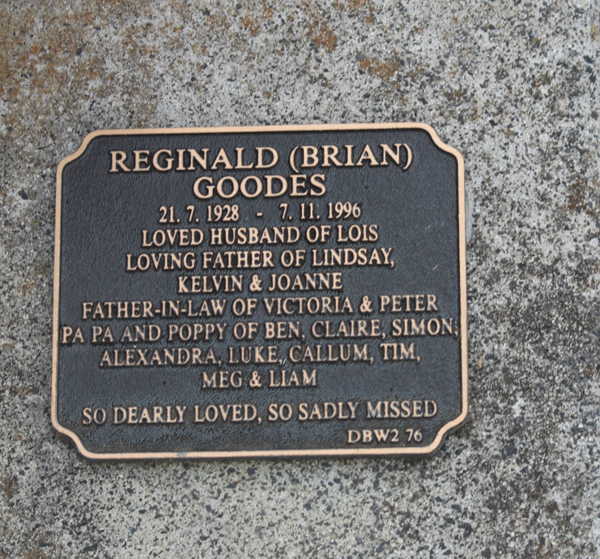 REGINALD (BRIAN)
GOODES
21. 7. 1928 - 7. 11. 1996
LOVED HUSBAND OF LOIS
LOVING FATHER OF LINDSAY,
KELVIN & JOANNE
FATHER-IN-LAW OF VICTORIA & PETER
PA PA AND POPPY OF BEN, CLAIRE, SIMON,
ALEXANDRA, LUKE, CALLUM, TIM,
MEG & LIAM
SO DEARLY LOVED, SO SADLY MISSED
DBW2 76